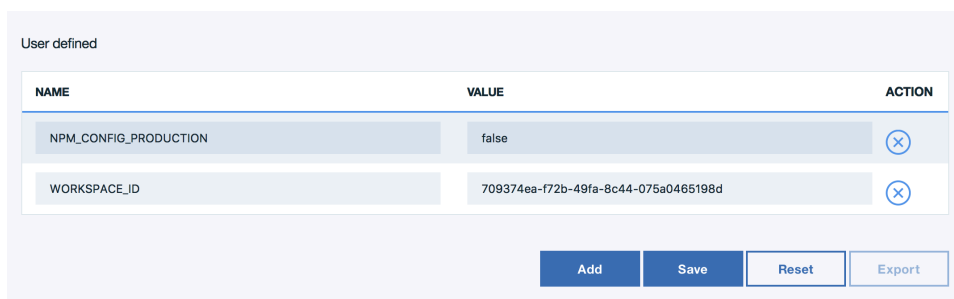 User defined
NAME VALUE ACTION
NPM_CONFIG_PRODUCTION false
WORKSPACE_ID 709374ea-f72b-49fa-8c44-075a0465198d
Add Save Reset Export